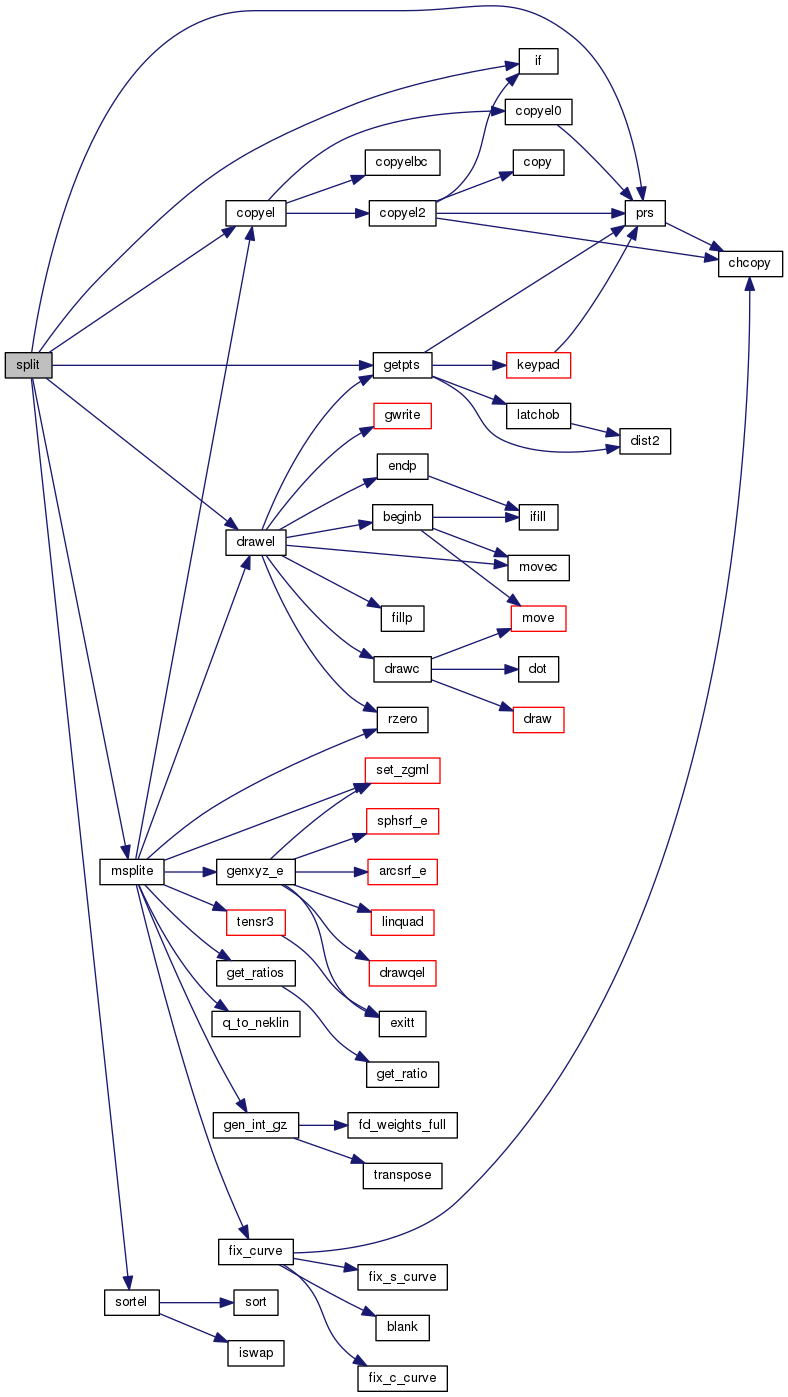 if
copyel0
copyelbc
copy
copyel
copyel2
prs
chcopy
split
getpts
keypad
gwrite
latchob
dist2
endp
beginb
ifill
drawel
movec
fillp
move
drawc
dot
rzero
draw
set_zgml
sphsrf_e
msplite
genxyz_e
arcsrf_e
tensr3
linquad
get_ratios
drawqel
q_to_neklin
exitt
get_ratio
gen_int_gz
fd_weights_full
transpose
fix_curve
fix_s_curve
sortel
sort
blank
iswap
fix_c_curve